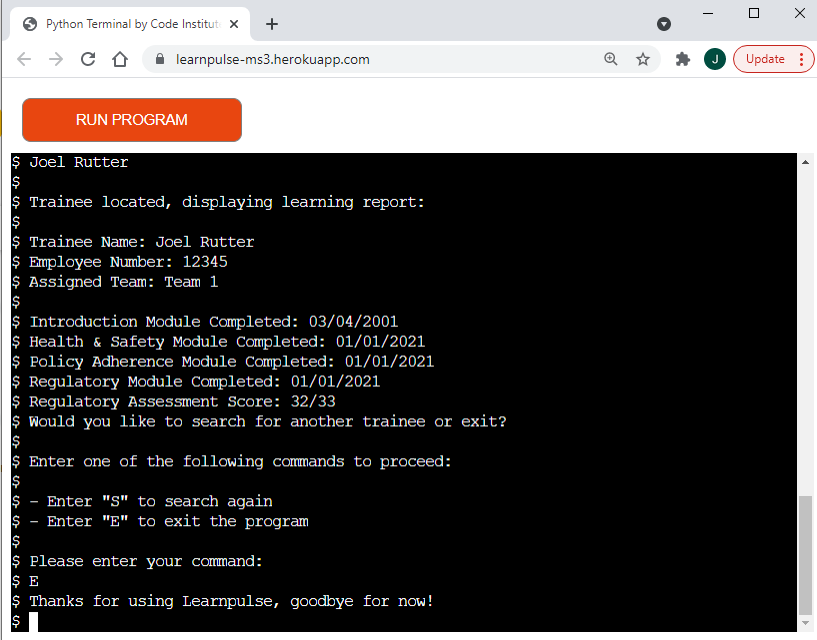 Python Terminal by Code Institut
learnpulse-ms3.herokuapp.com
J
Update
RUN PROGRAM
$ Joel Rutter
$
$ Trainee located, displaying learning report:
$
$ Trainee Name: Joel Rutter
$ Employee Number: 12345
$ Assigned Team: Team 1
$
$ Introduction Module Completed: 03/04/2001
$ Health & Safety Module Completed: 01/01/2021
$ Policy Adherence Module Completed: 01/01/2021
$ Regulatory Module Completed: 01/01/2021
$ Regulatory Assessment Score: 32/33
$ Would you like to search for another trainee or exit?
$
$ Enter one of the following commands to proceed:
$
$ - Enter "S" to search again
$ - Enter "E" to exit the program
$
$ Please enter your command:
$ E
$ Thanks for using Learnpulse, goodbye for now!
$